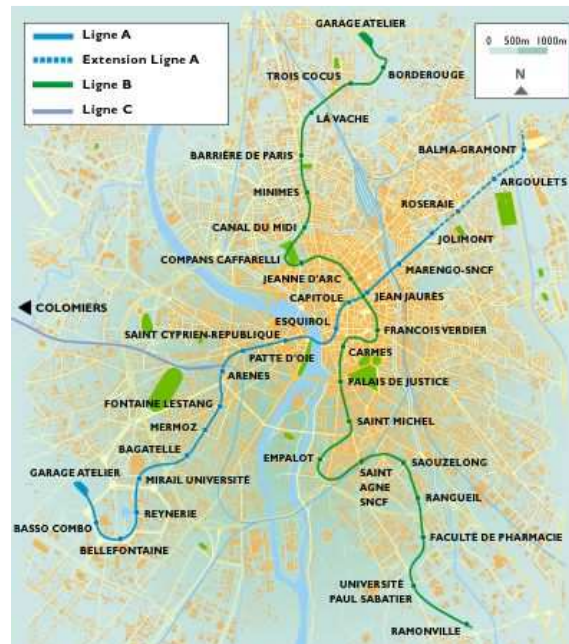 Ligne A
Extension Ligne A
Ligne B
Ligne C
GARAGE ATELIER
0 500m 1000m
N
TROIS COCUS
BORDEROUGE
LA VACHE
BARRIÈRE DE PARIS
BALMA-GRAMONT
ARGOULETS
MINIMES
ROSERAIE
CANAL DU MIDI
JOLIMONT
COMPANS CAFFARELLI
MARENGO-SNCF
JEANNE D'ARC
CAPITOLE
JEAN JAURÈS
COLOMIERS
ESQUIROL
FRANCOIS VERDIER
SAINT CYPRIEN-REPUBLIQUE
CARMES
PATTE D'OIE
ARENES
PALAIS DE JUSTICE
FONTAINE LESTANG
SAINT MICHEL
MERMOZ
BAGATELLE
EMPALOT
SAOUZELONG
GARAGE ATELIER
MIRAIL UNIVERSITÉ
SAINT
AGNE
SNCF
RANGUEIL
REYNERIE
BASSO COMBO
FACULTÉ DE PHARMACIE
BELLEFONTAINE
UNIVERSITÉ
PAUL SABATIER
RAMONVILLE